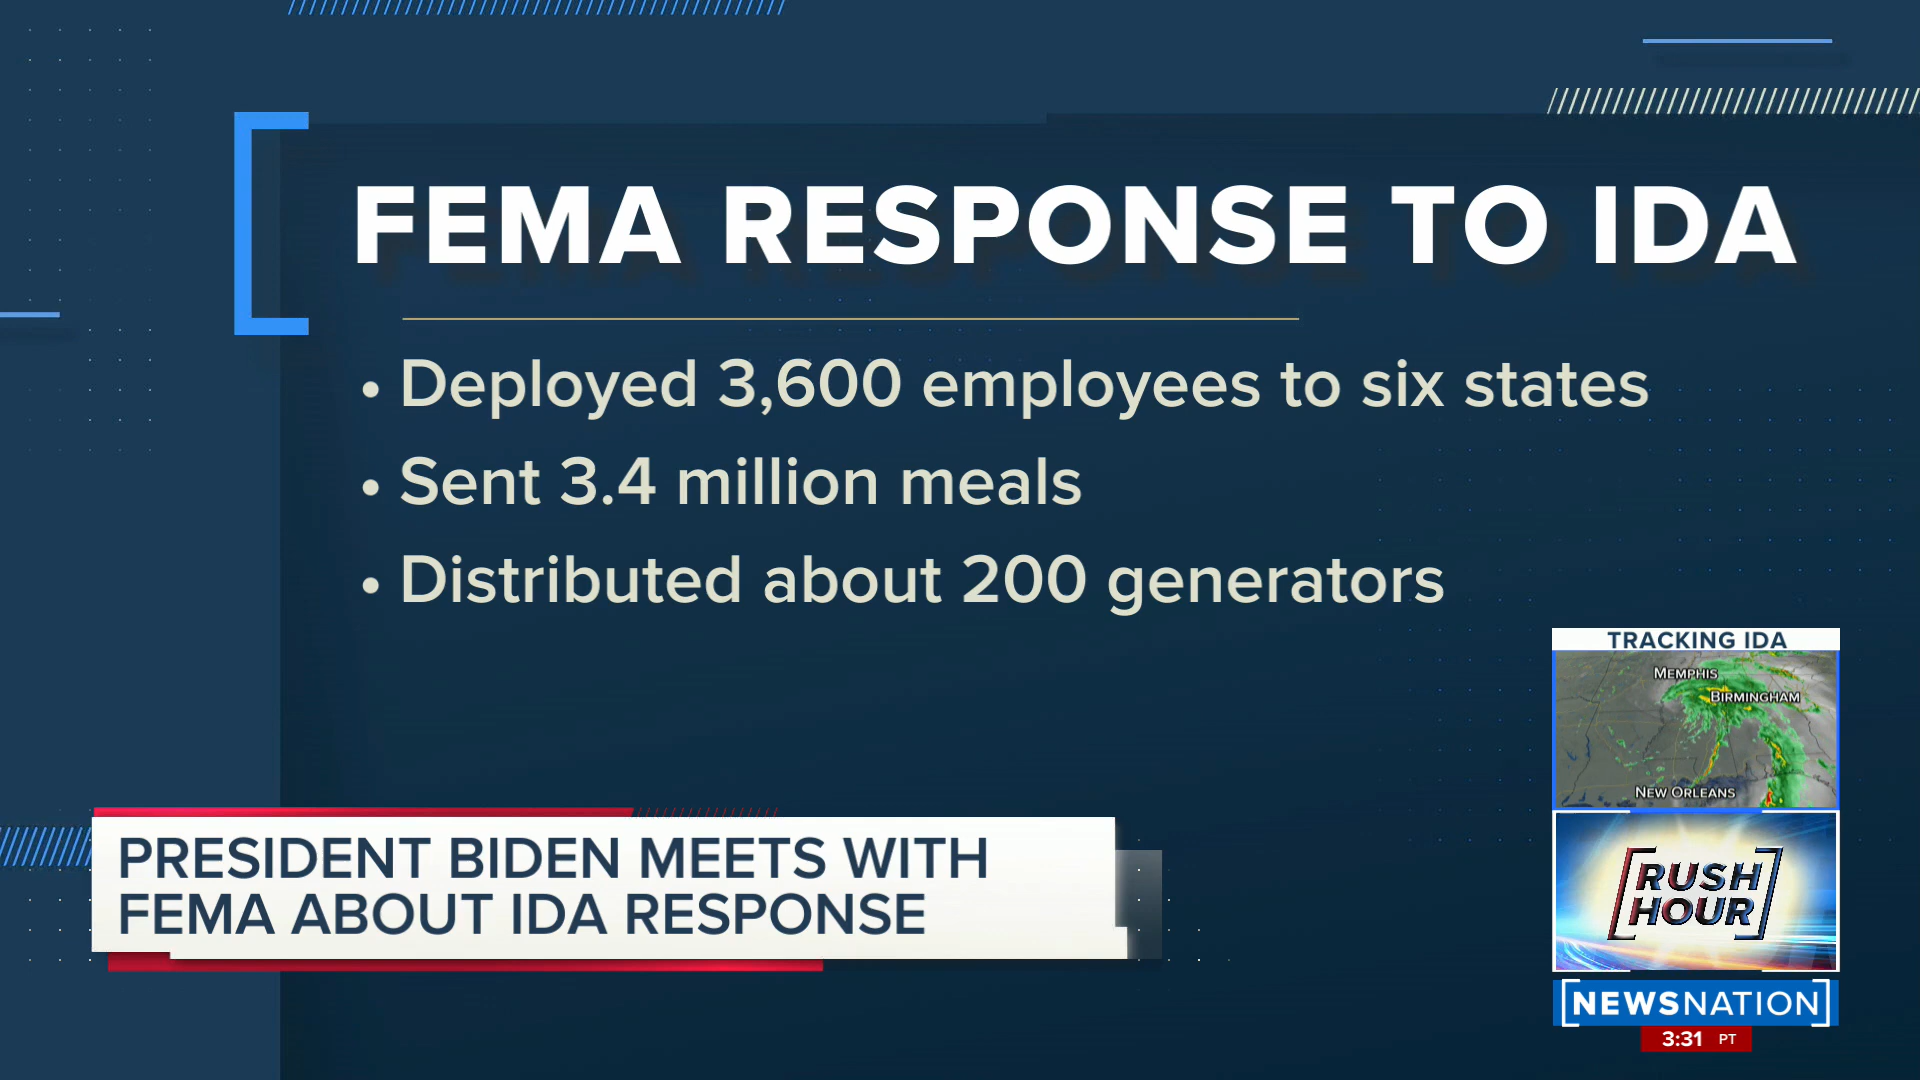 FEMA RESPONSE TO IDA
• Deployed 3,600 employees to six states
• Sent 3.4 million meals
• Distributed about 200 generators
TRACKING IDA
MEMPHIS
BIRMINGHAM
NEW ORLEANS
PRESIDENT BIDEN MEETS WITH
FEMA ABOUT IDA RESPONSE
[RUSH
HOUR]
[NEWSNATION]
3:31 PT